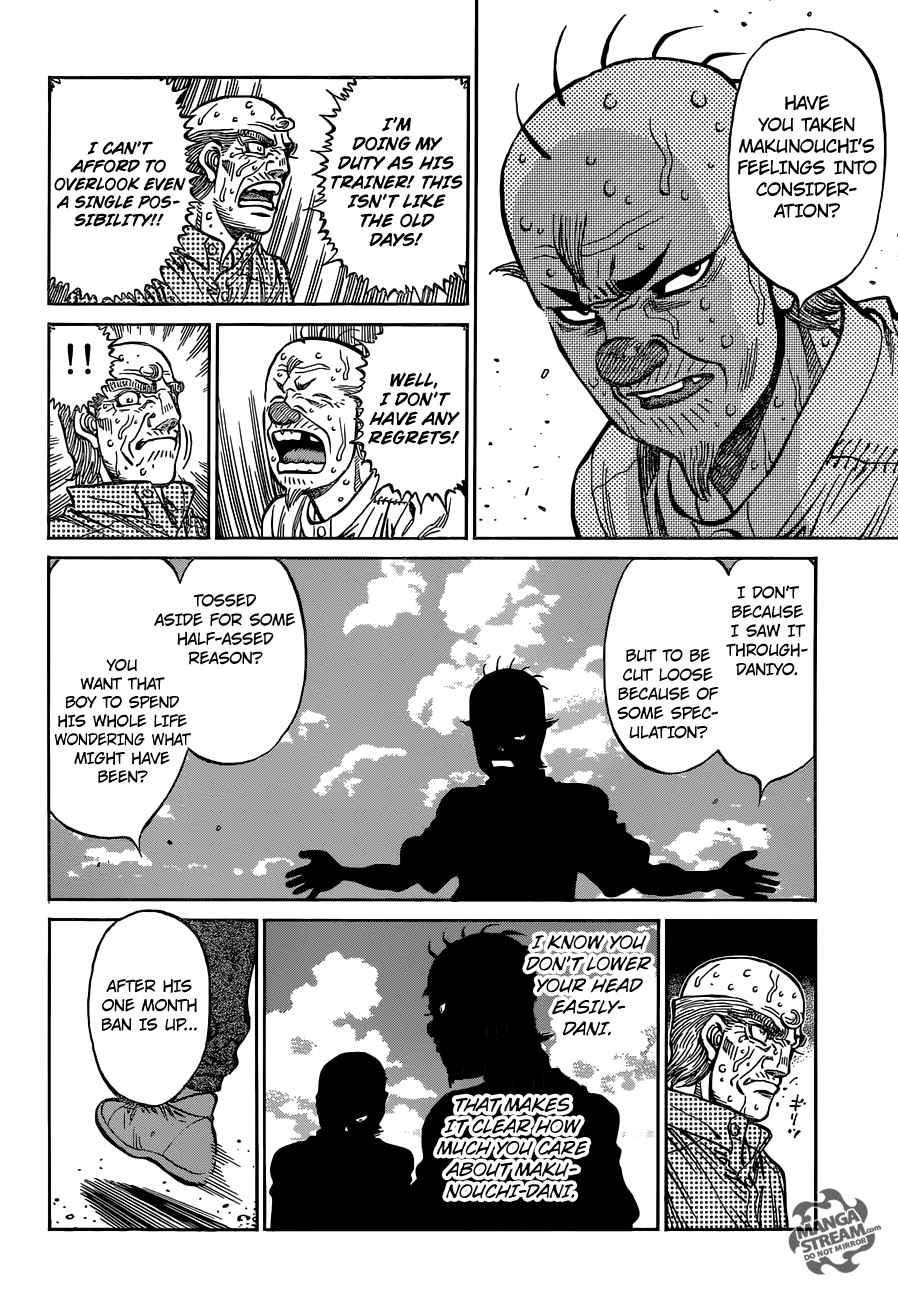 HAVE
YOU TAKEN
MAKUNOUCHI'S
FEELINGS INTO
CONSIDER-
ATION?
I'M
DOING MY
DUTY AS HIS
TRAINER! THIS
ISN'T LIKE
THE OLD
DAYS!
I CAN'T
AFFORD TO
OVERLOOK EVEN
A SINGLE POS-
SIBILITY!!
WELL,
I DON'T
HAVE ANY
REGRETS!
!!
I DON'T
BECAUSE
I SAW IT
THROUGH-
DANIYO.
BUT TO BE
CUT LOOSE
BECAUSE OF
SOME SPEC-
ULATION?
TOSSED
ASIDE FOR SOME
HALF-ASSED
REASON?
YOU
WANT THAT
BOY TO SPEND
HIS WHOLE LIFE
WONDERING WHAT
MIGHT HAVE
BEEN?
ギリッ
I KNOW YOU
DON'T LOWER
YOUR HEAD
EASILY-
DANI.
THAT MAKES
IT CLEAR HOW
MUCH YOU CARE
ABOUT MAKU-
NOUCHI-DANI.
AFTER HIS
ONE MONTH
BAN IS UP...
MANGA
STREAM.com
DO NOT MIRROR